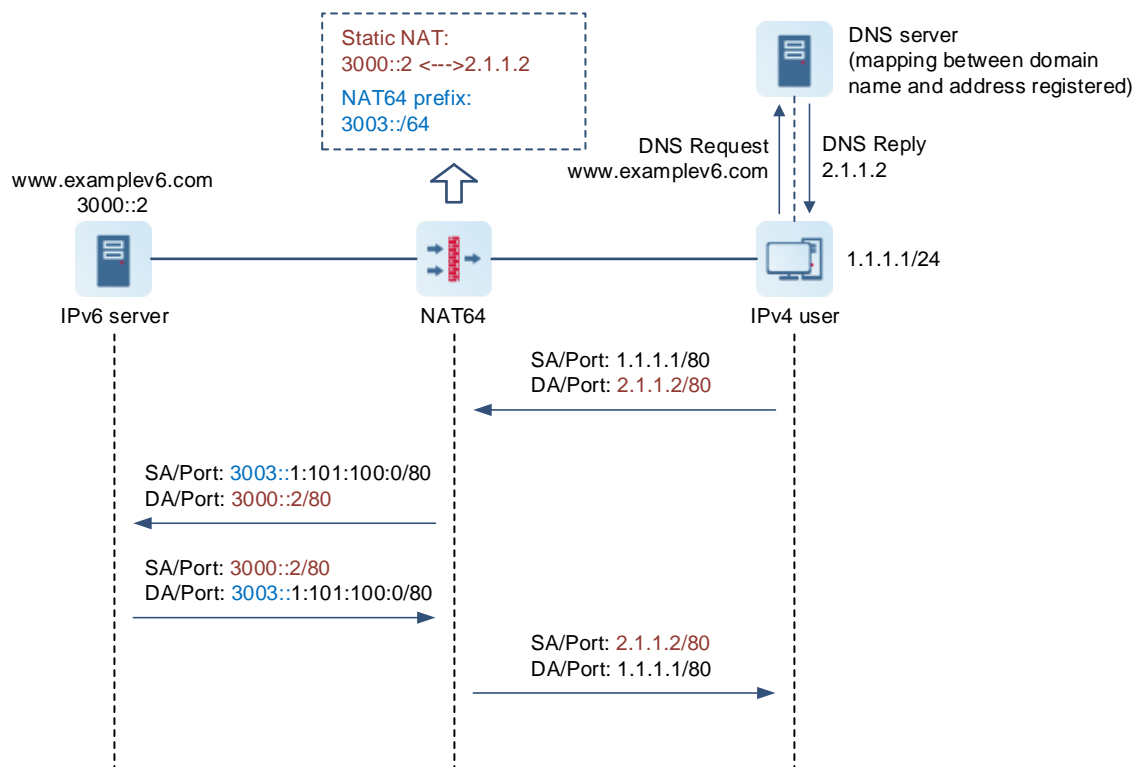 Static NAT:
3000::2 <--->2.1.1.2
NAT64 prefix:
3003::/64
DNS server
(mapping between domain
name and address registered)
DNS Request
www.examplev6.com
DNS Reply
2.1.1.2
www.examplev6.com
3000::2
1.1.1.1/24
IPv6 server
NAT64
IPv4 user
SA/Port: 1.1.1.1/80
DA/Port: 2.1.1.2/80
SA/Port: 3003::1:101:100:0/80
DA/Port: 3000::2/80
SA/Port: 3000::2/80
DA/Port: 3003::1:101:100:0/80
SA/Port: 2.1.1.2/80
DA/Port: 1.1.1.1/80